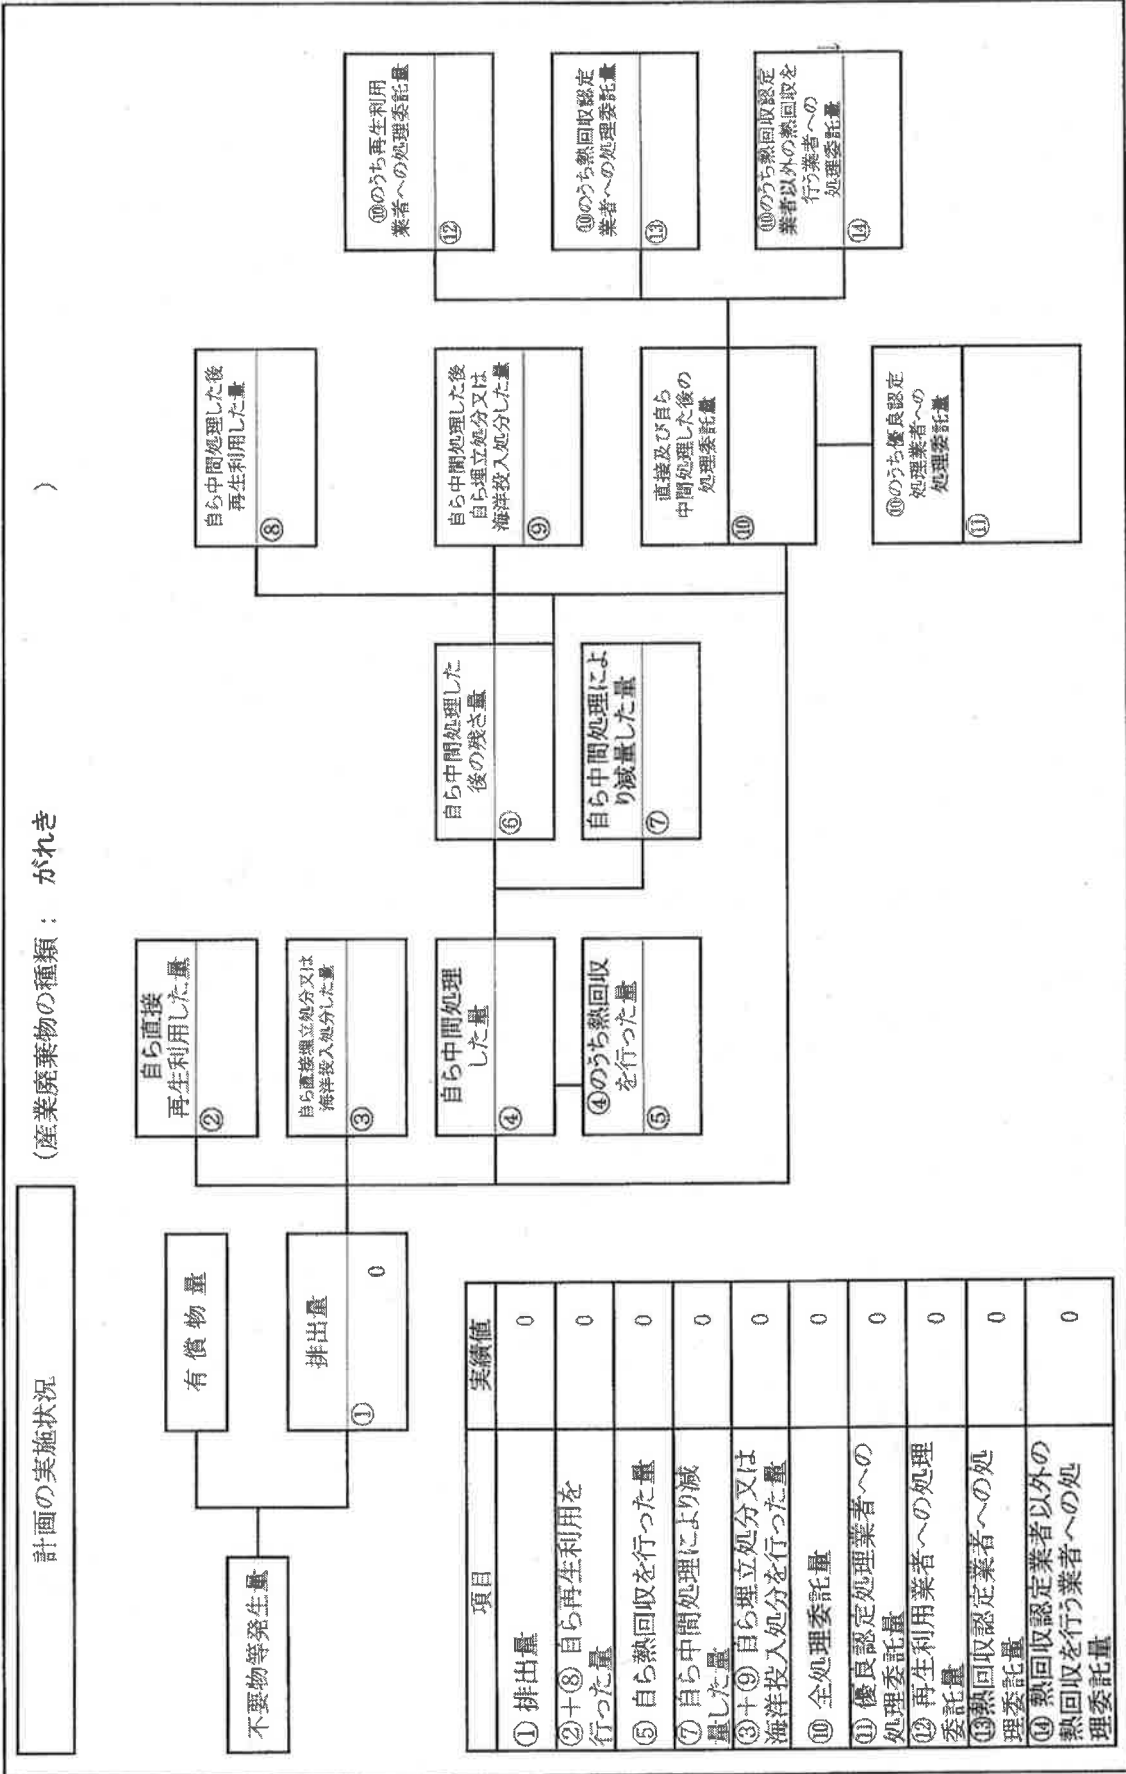 計画の実施状況
(産業廃棄物の種類： がれき )
不要物等発生量
有償物量
排出量
①
0
自ら直接
再生利用した量
②
自ら直接埋立処分又は
海洋投入処分した量
③
自ら中間処理
した量
④
④のうち熱回収
を行った量
⑤
自ら中間処理した
後の残さ量
⑥
自ら中間処理によ
り減量した量
⑦
自ら中間処理した後
再生利用した量
⑧
自ら中間処理した後
自ら埋立処分又は
海洋投入処分した量
⑨
直接及び自ら
中間処理した後の
処理委託量
⑩
⑩のうち優良認定
処理業者への
処理委託量
⑪
⑩のうち再生利用
業者への処理委託量
⑫
⑩のうち熱回収認定
業者への処理委託量
⑬
⑩のうち熱回収認定
業者以外の熱回収を
行う業者への
処理委託量
⑭
項目 実績値
①排出量 0
②＋⑧ 自ら再生利用を
行った量 0
⑤ 自ら熱回収を行った量 0
⑦ 自ら中間処理により減
量した量 0
③＋⑨ 自ら埋立処分又は
海洋投入処分を行った量 0
⑩ 全処理委託量 0
⑪ 優良認定処理業者への
処理委託量 0
⑫ 再生利用業者への処理
委託量 0
⑬熱回収認定業者への処
理委託量 0
⑭ 熱回収認定業者以外の
熱回収を行う業者への処
理委託量 0